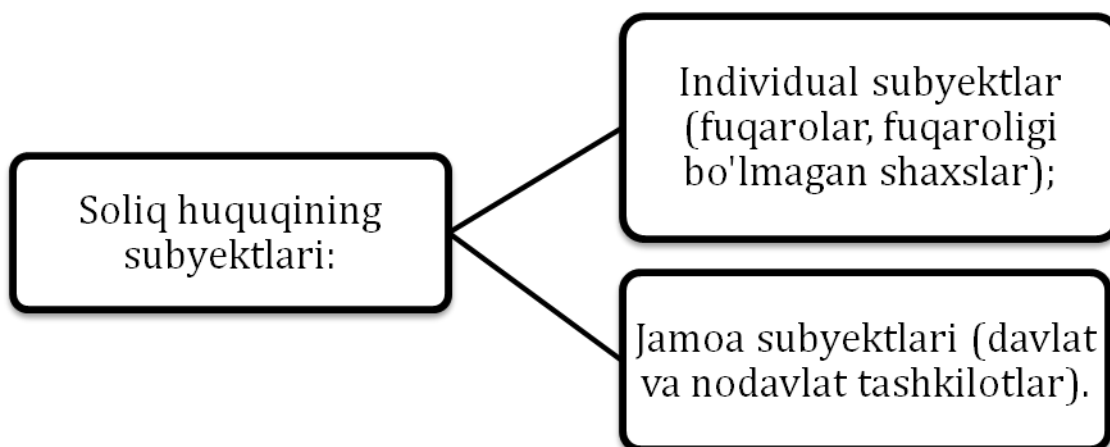 Soliq huquqining
subyektlari:
Individual subyektlar
(fuqarolar, fuqaroligi
bo'lmagan shaxslar);
Jamoa subyektlari (davlat
va nodavlat tashkilotlar).